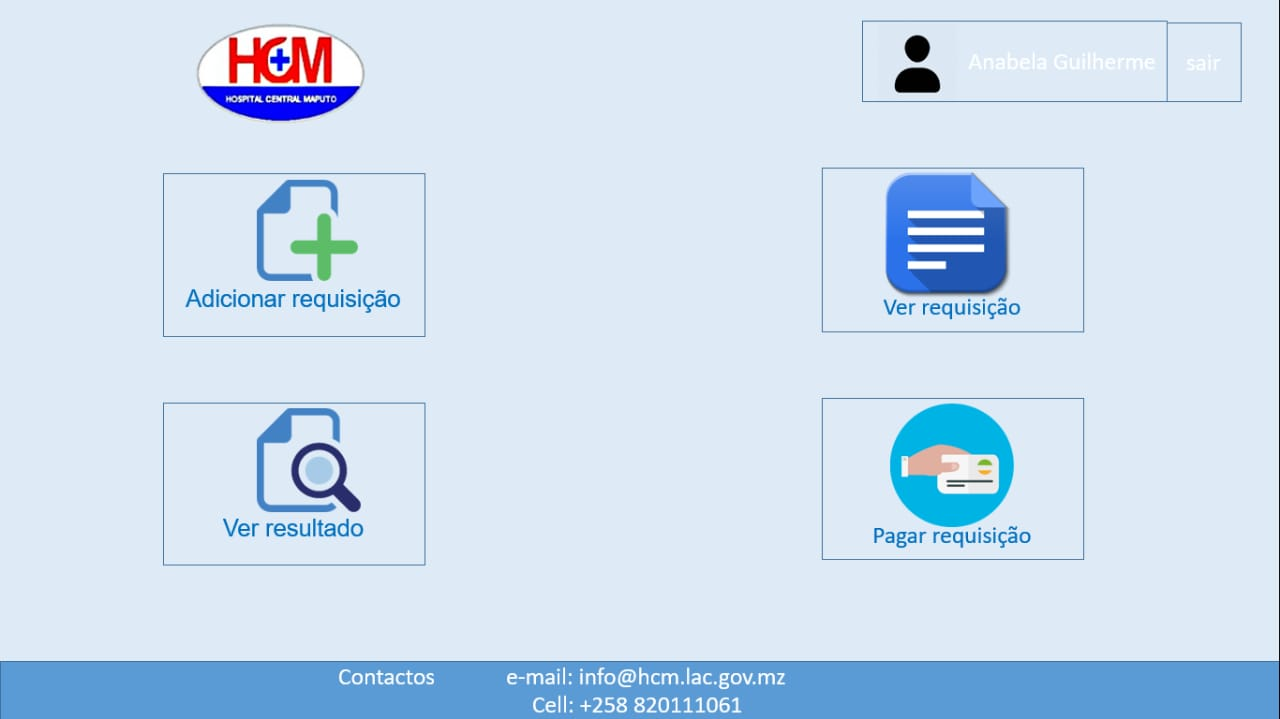 HCM
HOSPITAL CENTRAL MAPUTO
Anabela Guilherme
sair
Adicionar requisição
Ver requisição
Ver resultado
Pagar requisição
Contactos e-mail: info@hcm.lac.gov.mz
Cell: +258 820111061